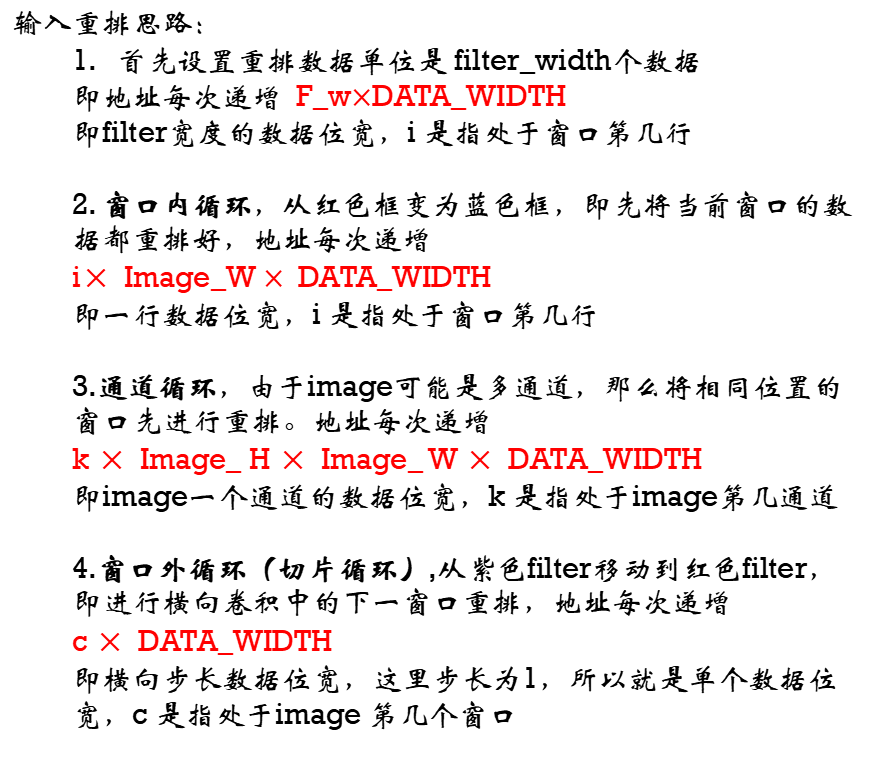 输入重排思路：
1. 首先设置重排数据单位是filter_width个数据
即地址每次递增 F_w×DATA_WIDTH
即filter宽度的数据位宽，i 是指处于窗口第几行
2. 窗口内循环，从红色框变为蓝色框，即先将当前窗口的数
据都重排好，地址每次递增
i× Image_W × DATA_WIDTH
即一行数据位宽，i 是指处于窗口第几行
3.通道循环，由于image可能是多通道，那么将相同位置的
窗口先进行重排。地址每次递增
k × Image_ H × Image_W × DATA_WIDTH
即image一个通道的数据位宽，k 是指处于image第几通道
4.窗口外循环（切片循环）,从紫色filter移动到红色filter，
即进行横向卷积中的下一窗口重排，地址每次递增
c × DATA_WIDTH
即横向步长数据位宽，这里步长为1，所以就是单个数据位
宽，c 是指处于image 第几个窗口